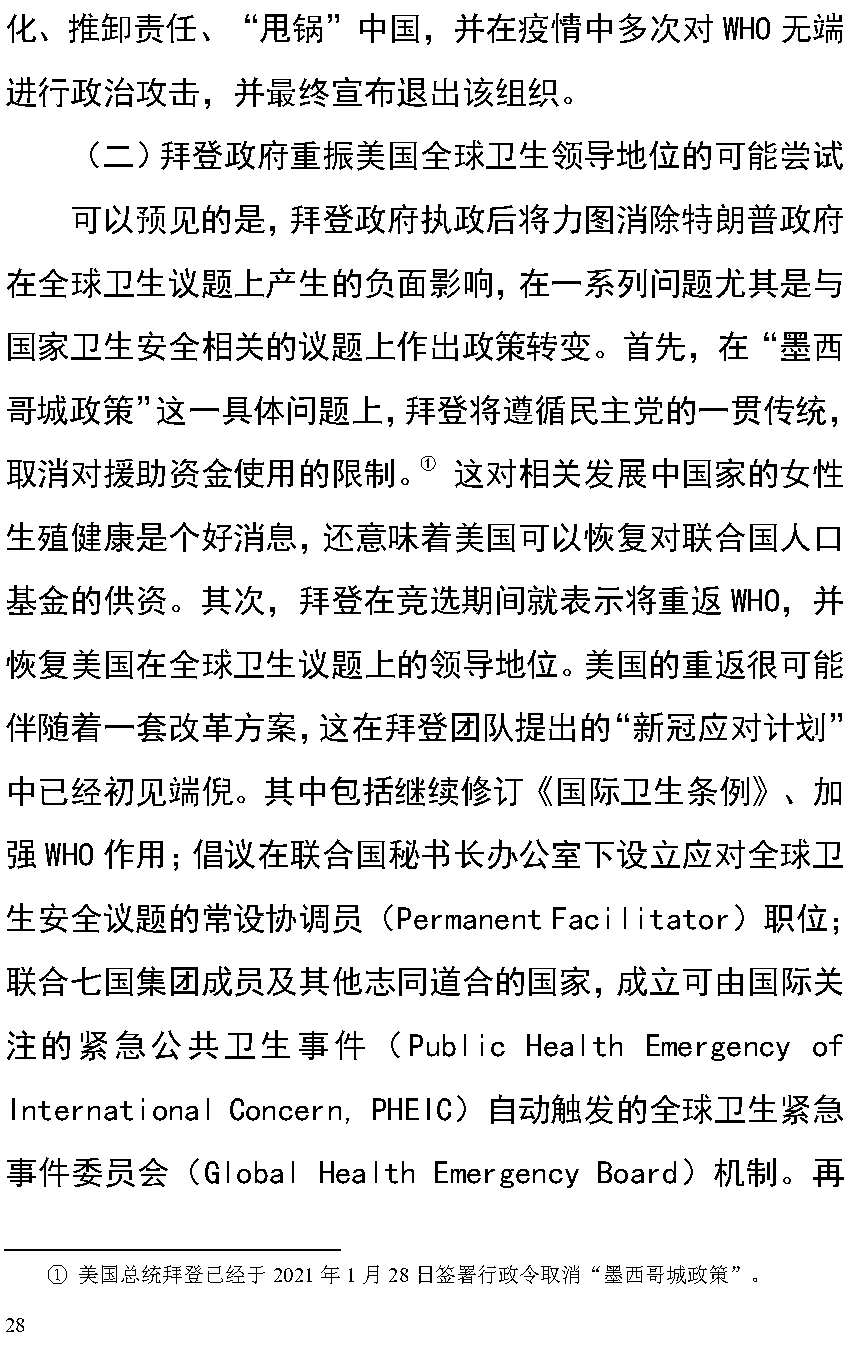 化、推卸责任、“甩锅”中国，并在疫情中多次对 WHO 无端
进行政治攻击，并最终宣布退出该组织。
（二）拜登政府重振美国全球卫生领导地位的可能尝试
可以预见的是，拜登政府执政后将力图消除特朗普政府
在全球卫生议题上产生的负面影响，在一系列问题尤其是与
国家卫生安全相关的议题上作出政策转变。首先，在“墨西
哥城政策”这一具体问题上，拜登将遵循民主党的一贯传统，
取消对援助资金使用的限制。① 这对相关发展中国家的女性
生殖健康是个好消息，还意味着美国可以恢复对联合国人口
基金的供资。其次，拜登在竞选期间就表示将重返 WHO，并
恢复美国在全球卫生议题上的领导地位。美国的重返很可能
伴随着一套改革方案，这在拜登团队提出的“新冠应对计划”
中已经初见端倪。其中包括继续修订《国际卫生条例》、加
强 WHO 作用；倡议在联合国秘书长办公室下设立应对全球卫
生安全议题的常设协调员（Permanent Facilitator）职位；
联合七国集团成员及其他志同道合的国家，成立可由国际关
注的紧急公共卫生事件（Public Health Emergency of
International Concern, PHEIC）自动触发的全球卫生紧急
事件委员会（Global Health Emergency Board）机制。再
① 美国总统拜登已经于 2021 年 1 月 28 日签署行政令取消“墨西哥城政策”。
28